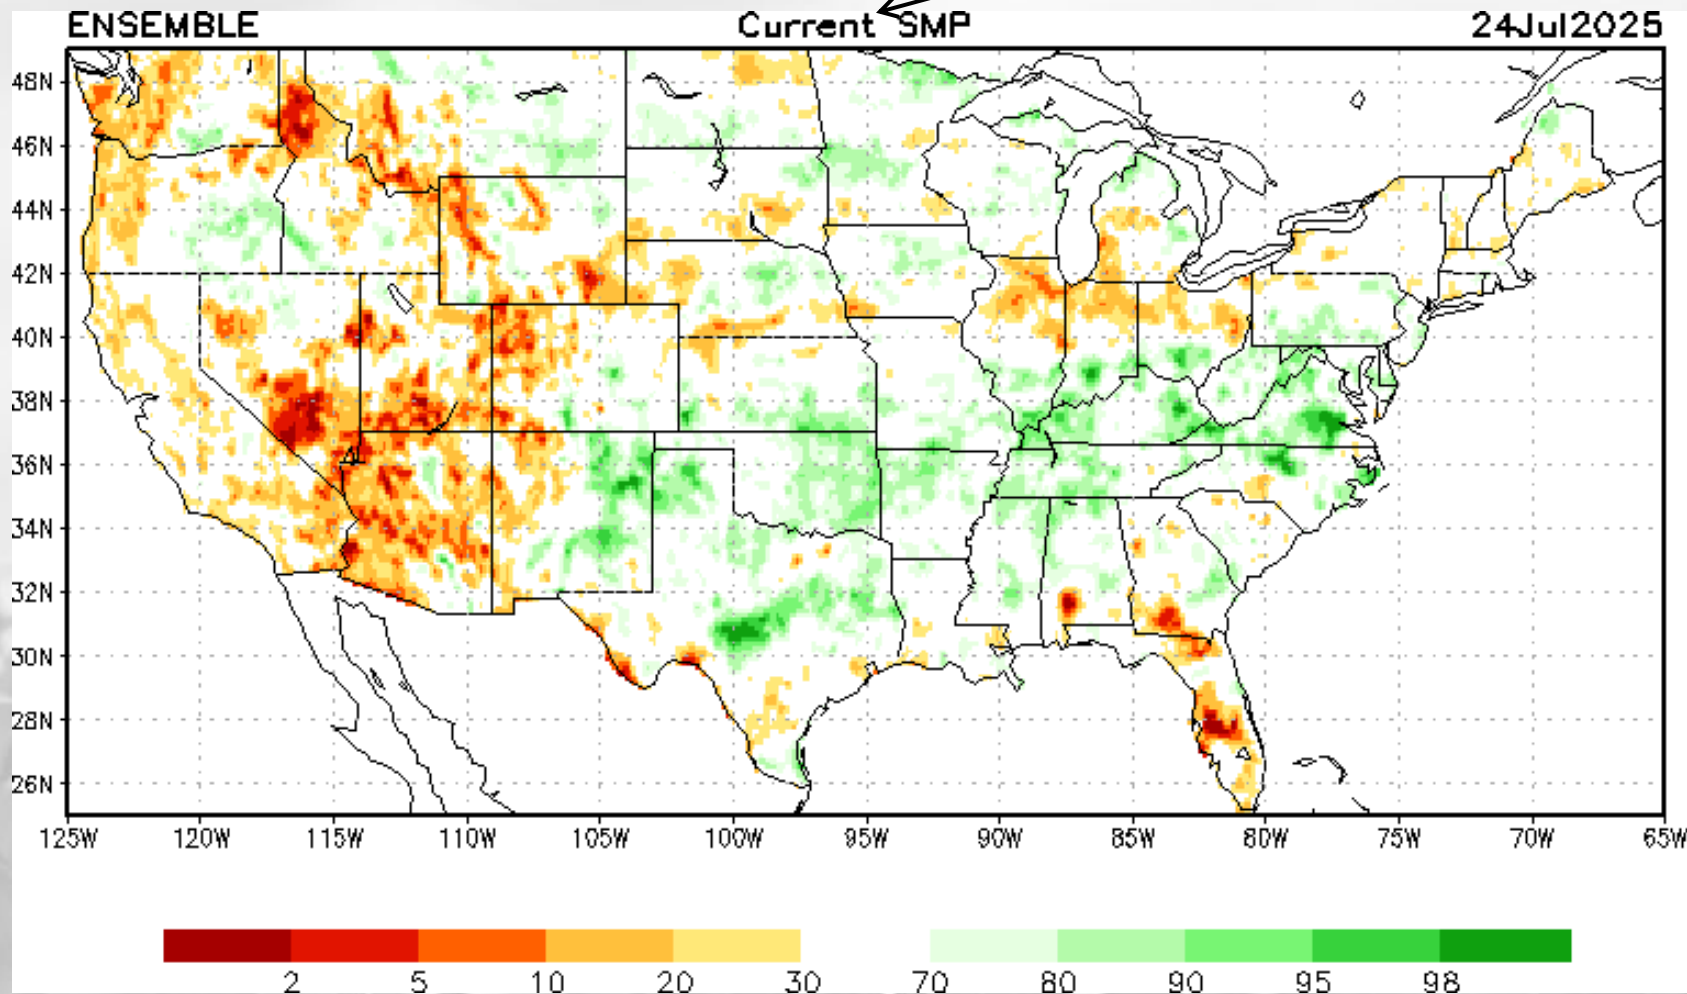 ENSEMBLE Current SMP 24Jul2025
48N
46N
44N
42N
40N
38N
36N
34N
32N
30N
28N
26N
125W 120W 115W 110W 105W 100W 95W 90W 85W 80W 75W 70W 65W
2 5 10 20 30 70 80 90 95 98